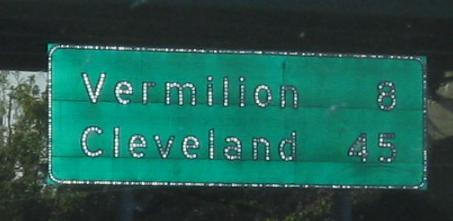 Vermilion 8
Cleveland 45